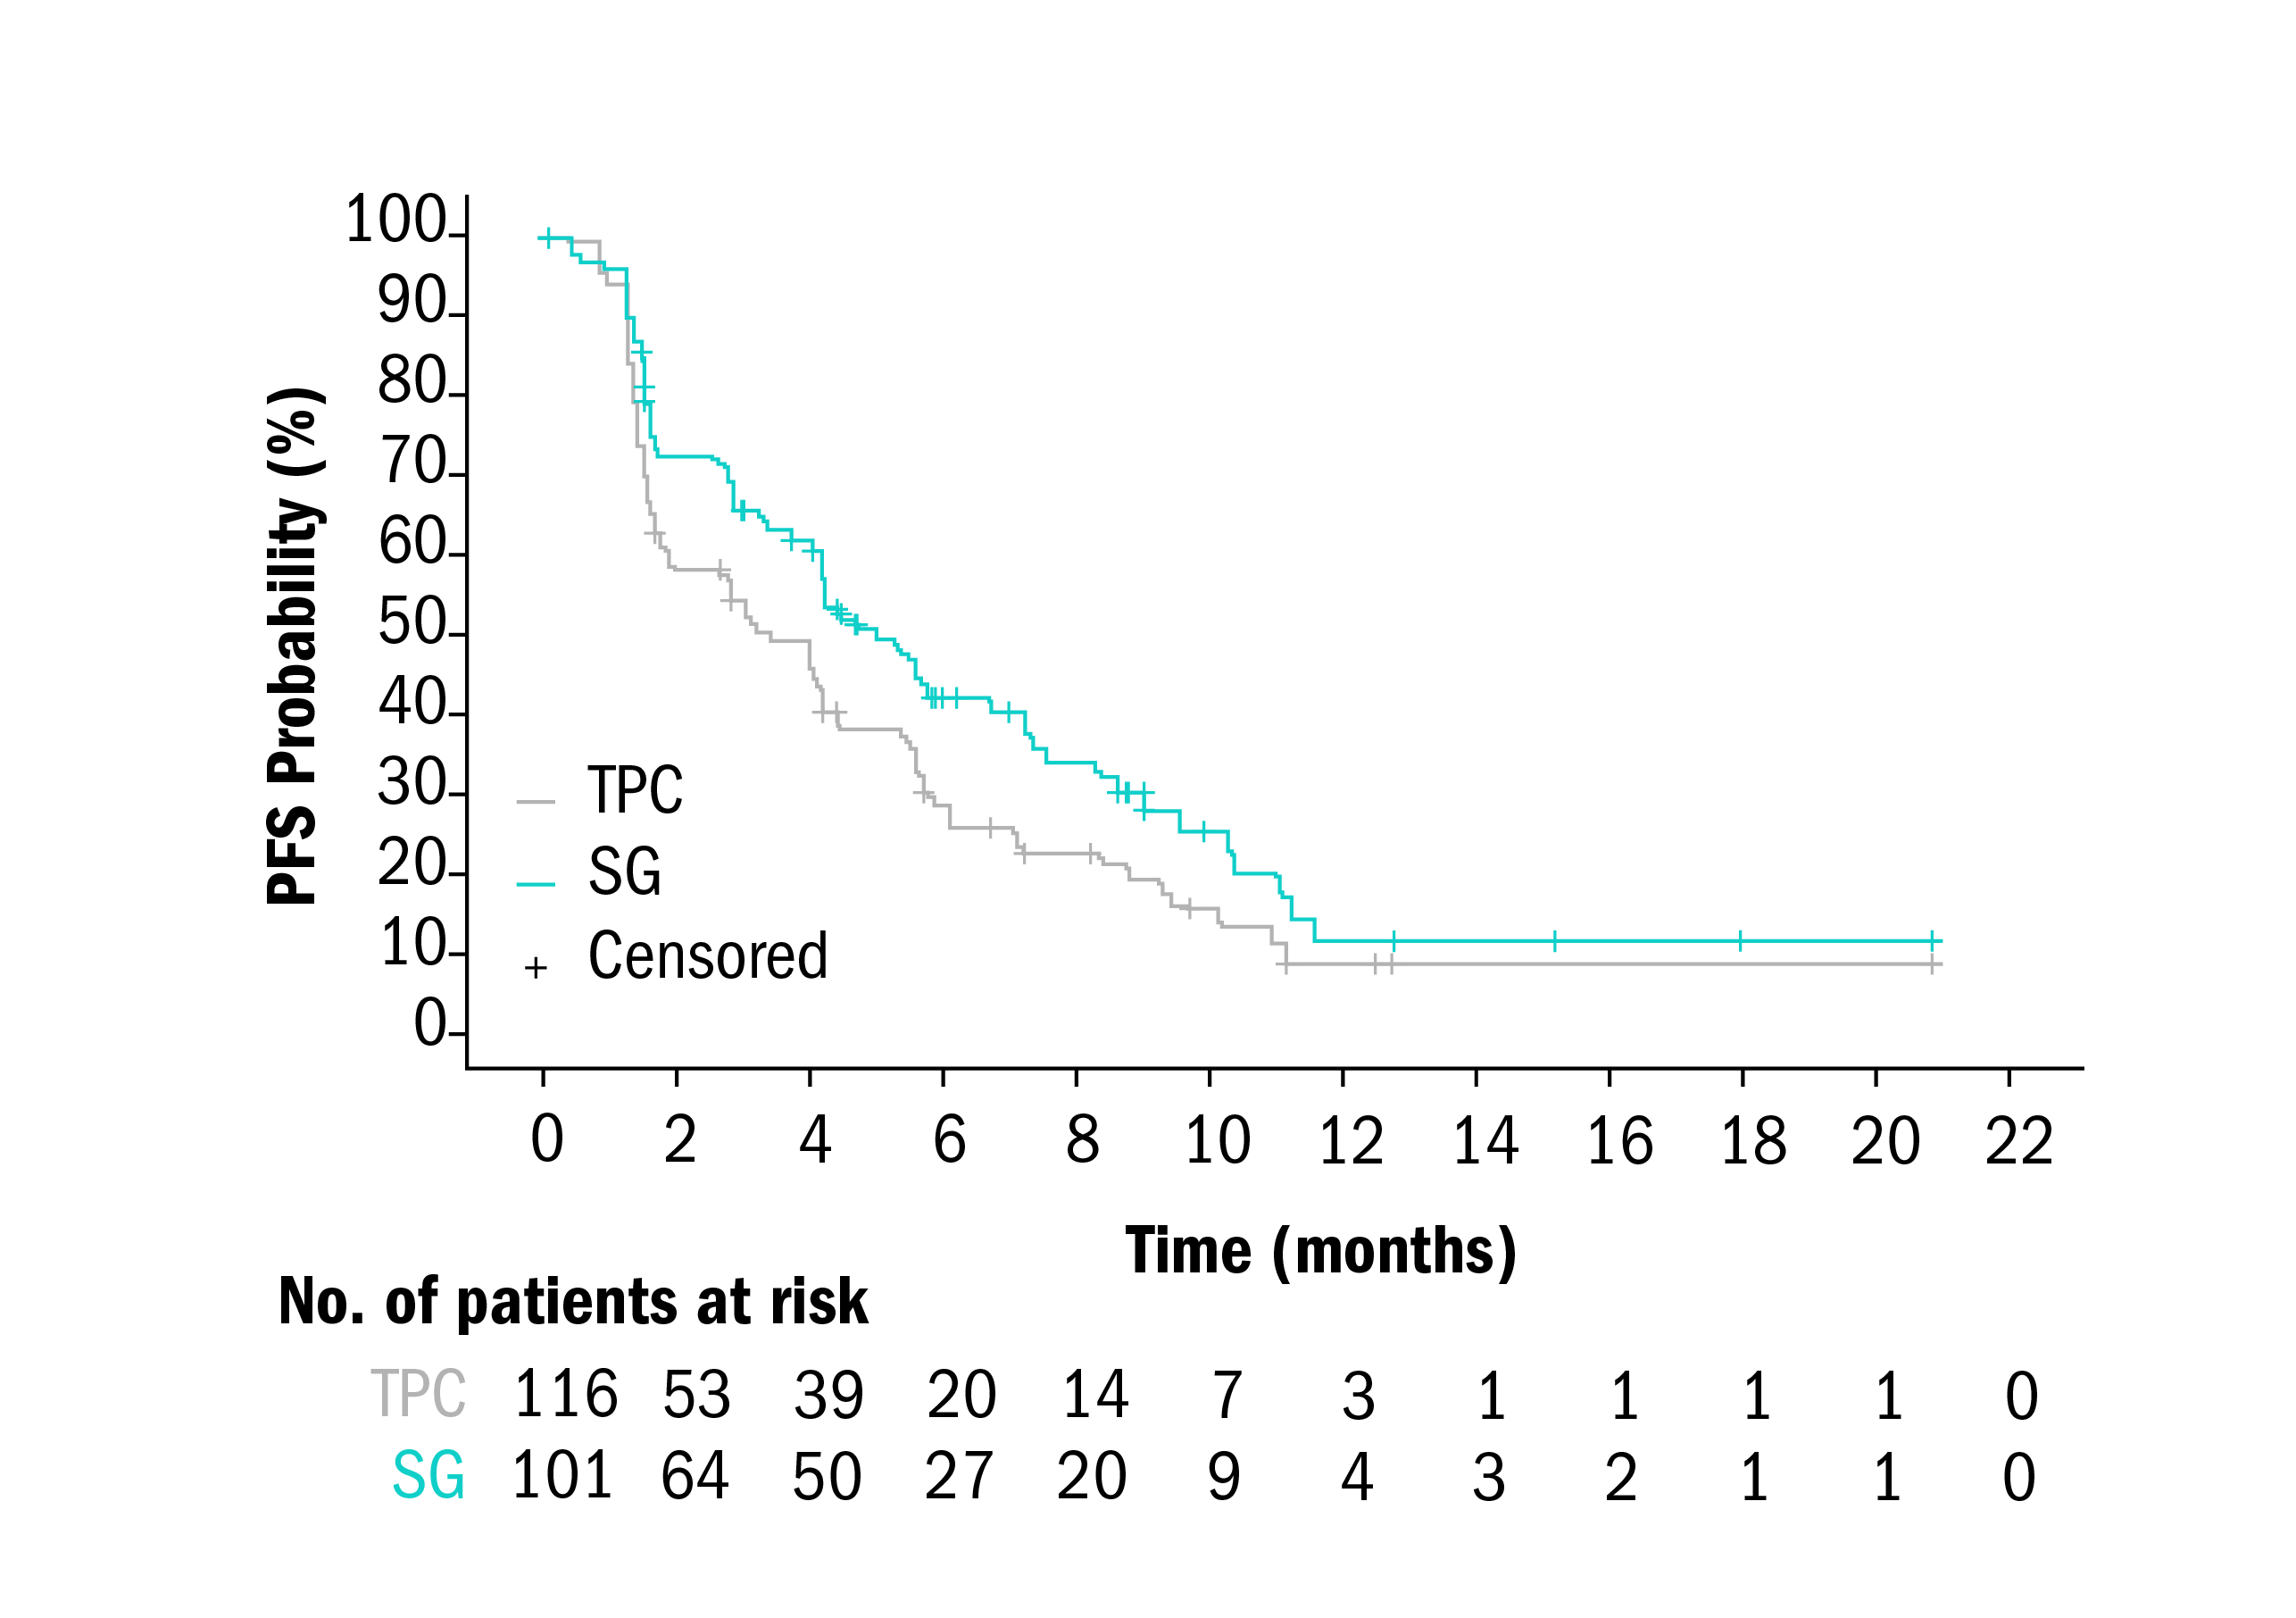 100
90
80
70
60
50
40
30
20
10
0
PFS Probability (%)
TPC
SG
+ Censored
0 2 4 6 8 10 12 14 16 18 20 22
Time (months)
No. of patients at risk
TPC 116 53 39 20 14 7 3 1 1 1 1 0
SG 101 64 50 27 20 9 4 3 2 1 1 0